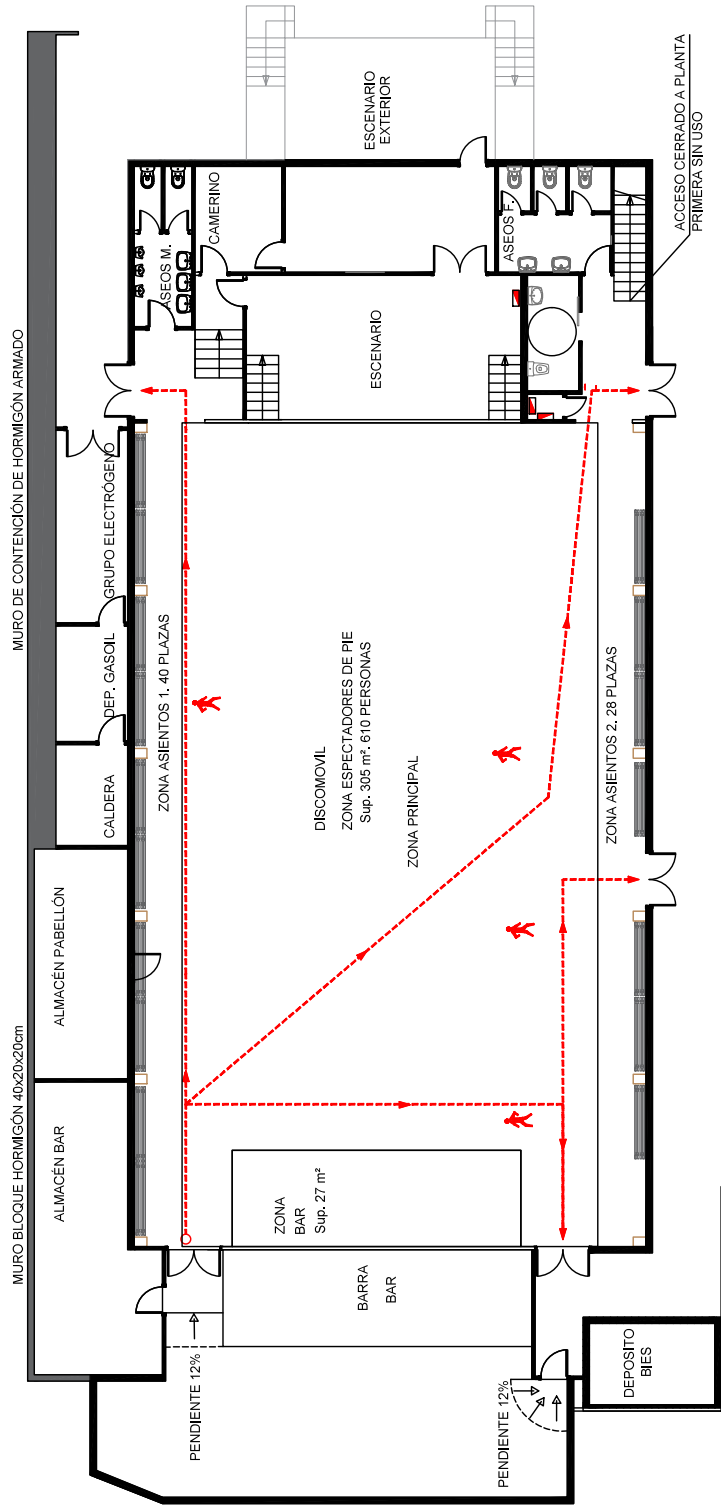 MURO BLOQUE HORMIGÓN 40x20x20cm
MURO DE CONTENCIÓN DE HORMIGÓN ARMADO
ALMACÉN BAR
ALMACÉN PABELLÓN
CALDERA
DEP. GASOIL
GRUPO ELECTRÓGENO
ZONA ASIENTOS 1. 40 PLAZAS
ASEOS M.
CAMERINO
PENDIENTE 12%
ZONA
BAR
Sup. 27 m²
DISCOMOVIL
ZONA ESPECTADORES DE PIE
Sup. 305 m². 610 PERSONAS
ZONA PRINCIPAL
BARRA
BAR
ESCENARIO
ESCENARIO
EXTERIOR
PENDIENTE 12%
ASEOS F.
ZONA ASIENTOS 2. 28 PLAZAS
DEPOSITO
BIES
ACCESO CERRADO A PLANTA
PRIMERA SIN USO